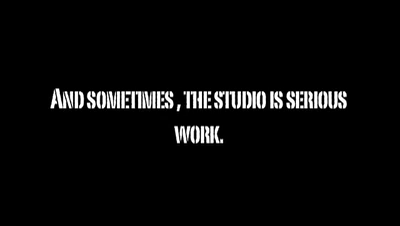 And sometimes , the studio is serious
work.